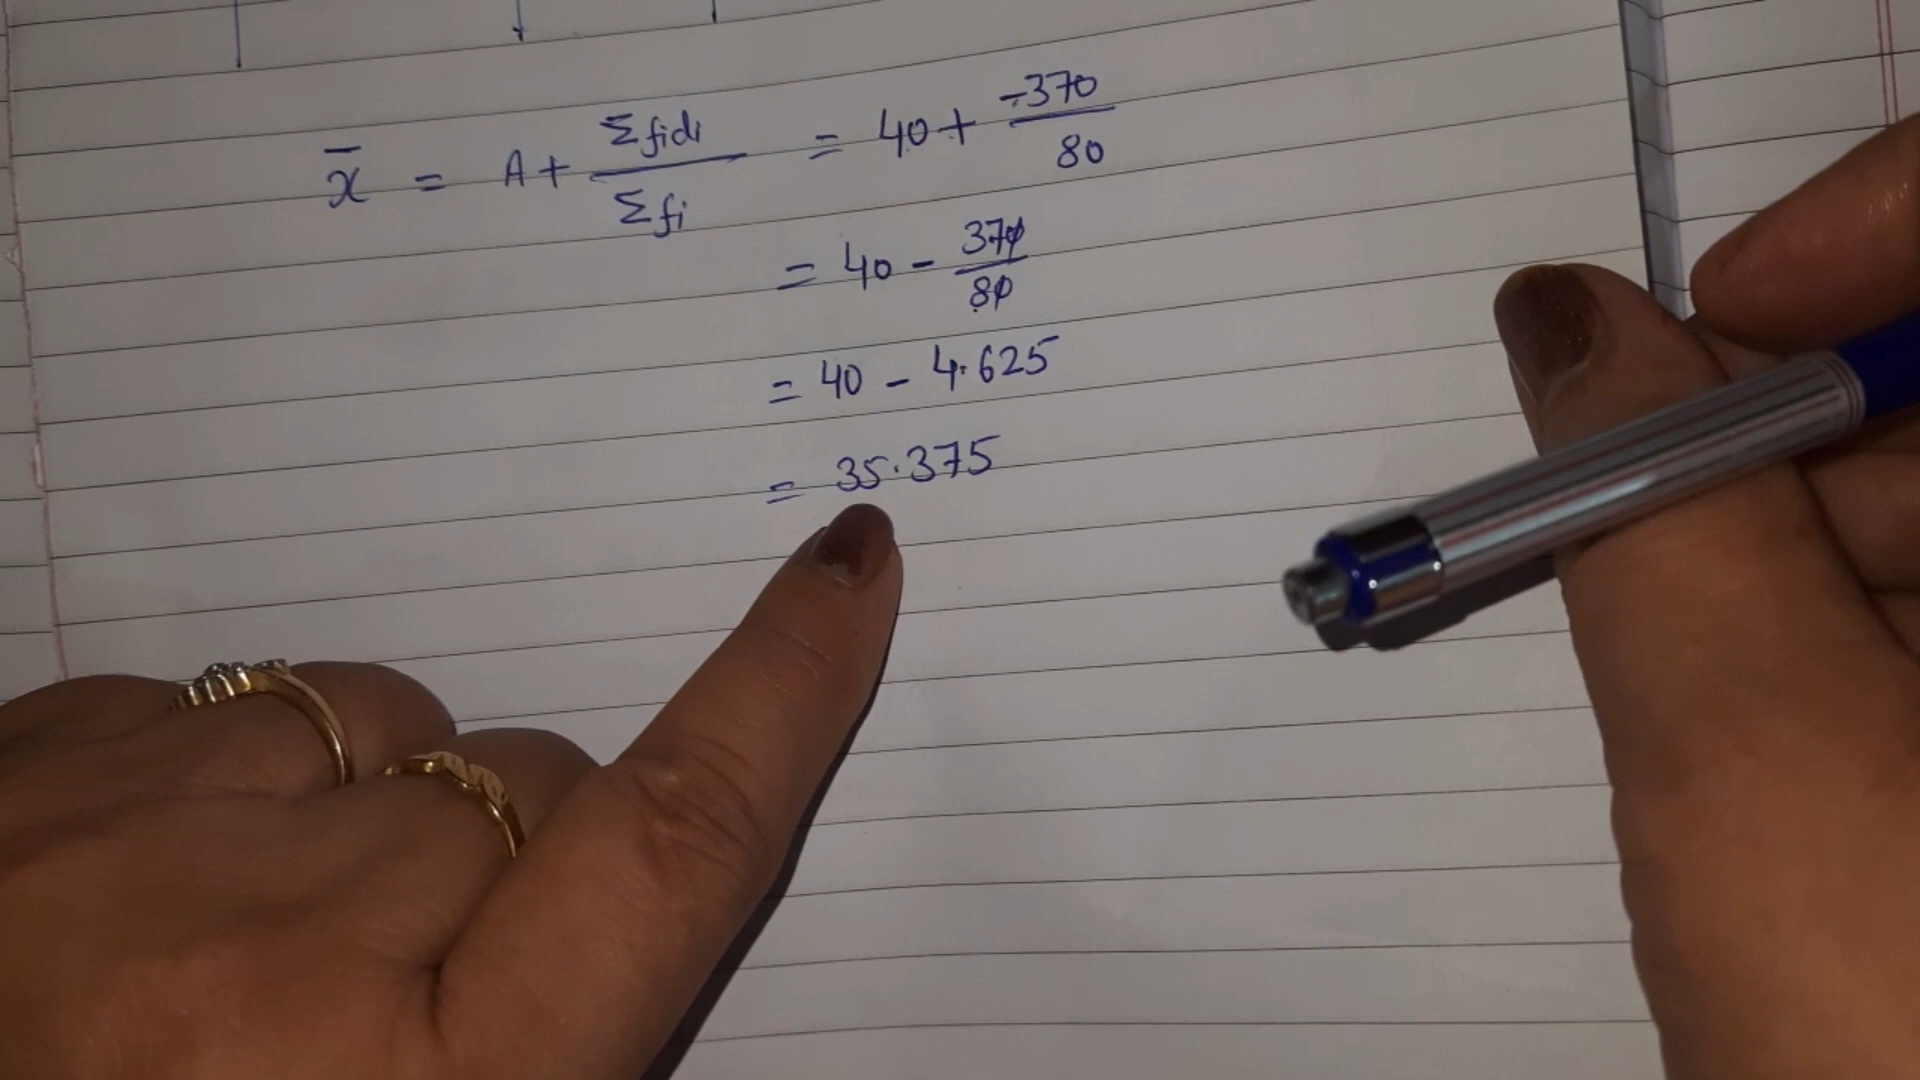 x̄ = A + Σfidi / Σfi = 40 + -370 / 80
= 40 - 370 / 80
= 40 - 4.625
= 35.375